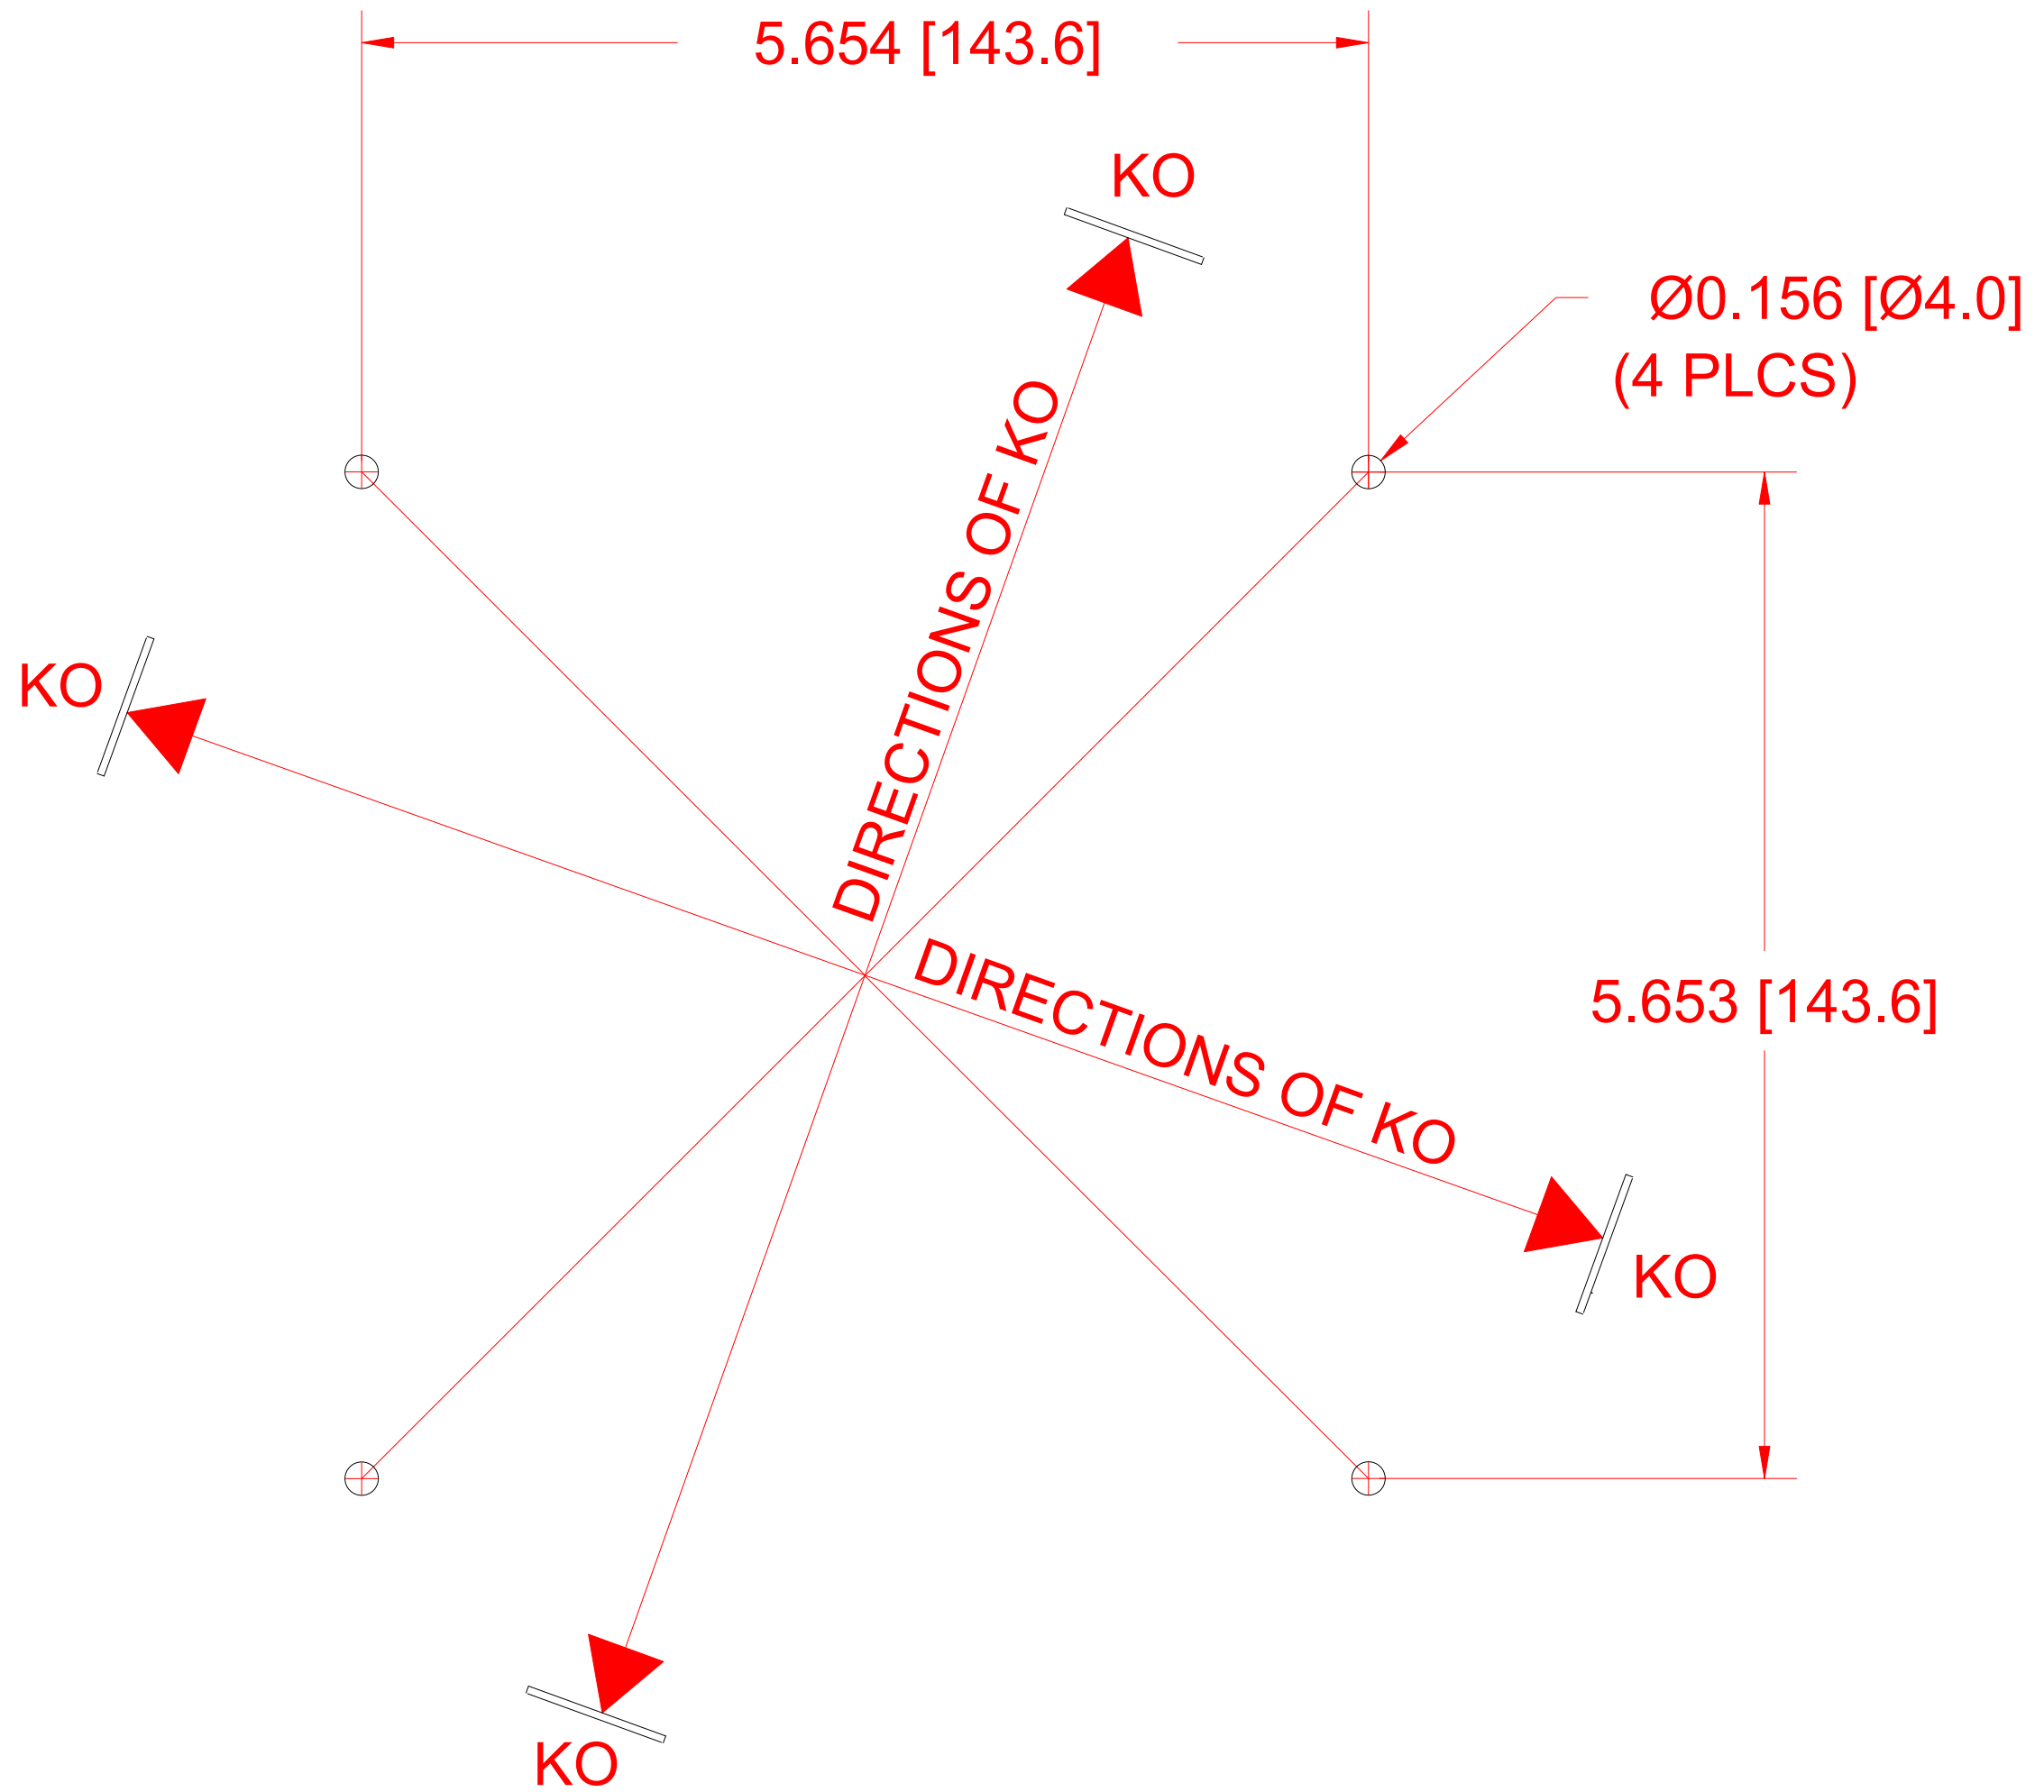 5.654 [143.6]
KO
Ø0.156 [Ø4.0]
(4 PLCS)
DIRECTIONS OF KO
KO
DIRECTIONS OF KO
5.653 [143.6]
KO
KO